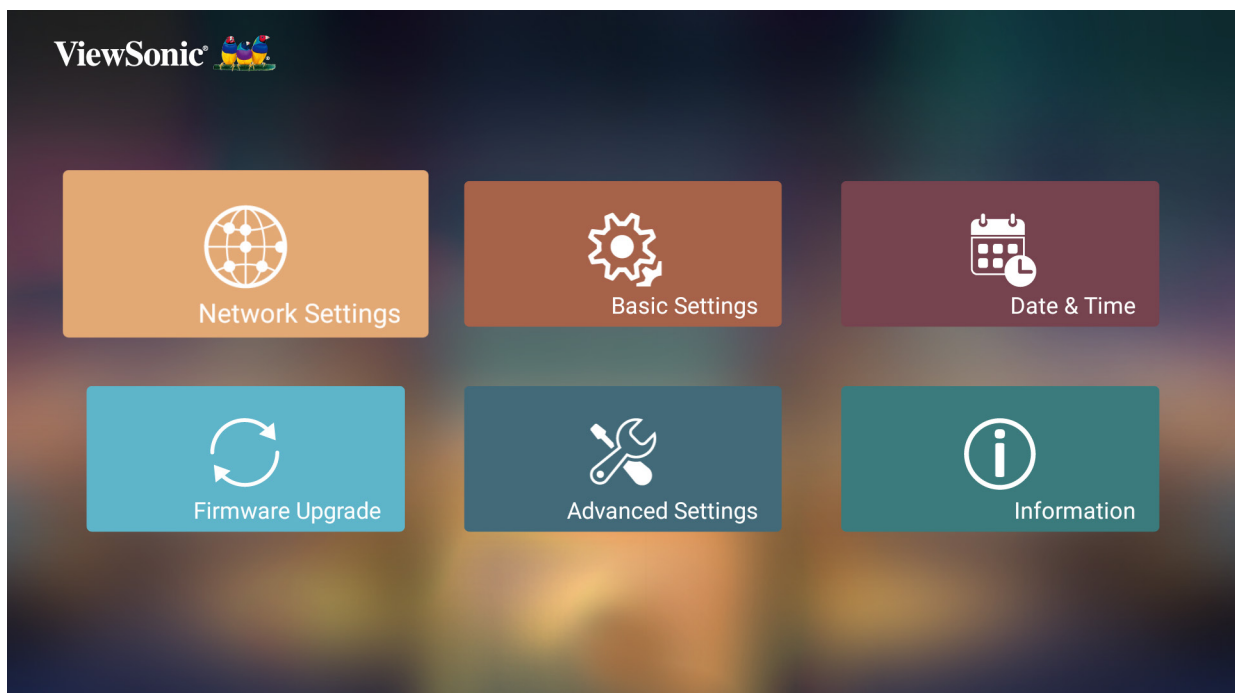 ViewSonic®
Network Settings
Basic Settings
Date & Time
Firmware Upgrade
Advanced Settings
Information